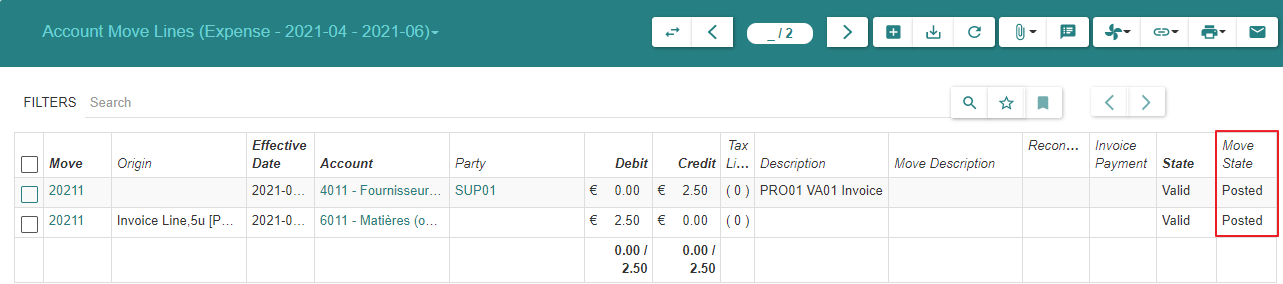 Account Move Lines (Expense - 2021-04 - 2021-06)
_ / 2
FILTERS Search
Move Origin Effective Date Account Party Debit Credit Tax Li... Description Move Description Recon... Invoice Payment State Move State
20211 2021-0... 4011 - Fournisseur... SUP01 € 0.00 € 2.50 ( 0 ) PRO01 VA01 Invoice Valid Posted
20211 Invoice Line,5u [P... 2021-0... 6011 - Matières (o... € 2.50 € 0.00 ( 0 ) Valid Posted
0.00 / 0.00 /
2.50 2.50